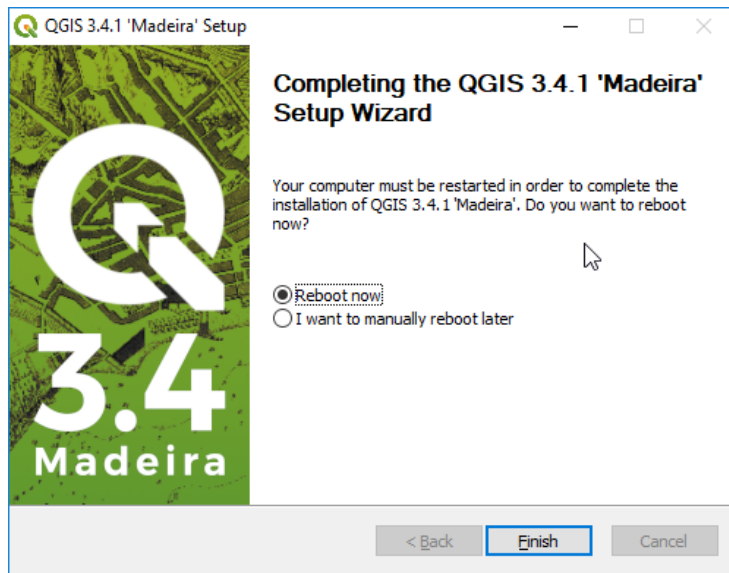 QGIS 3.4.1 'Madeira' Setup
Completing the QGIS 3.4.1 'Madeira'
Setup Wizard
Your computer must be restarted in order to complete the
installation of QGIS 3.4.1 'Madeira'. Do you want to reboot
now?
Reboot now
I want to manually reboot later
3.4
Madeira
< Back
Finish
Cancel